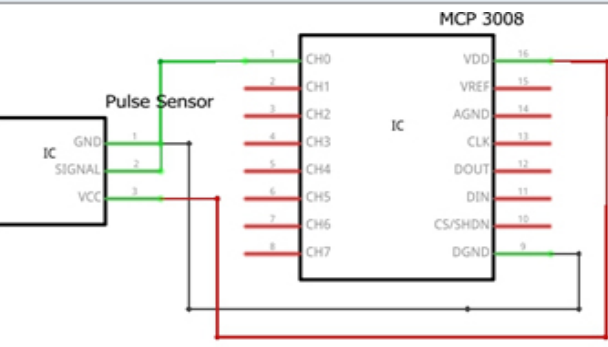 MCP 3008
Pulse Sensor
IC
GND 1
SIGNAL 2
VCC 3
IC
1 CH0
2 CH1
3 CH2
4 CH3
5 CH4
6 CH5
7 CH6
8 CH7
VDD 16
VREF 15
AGND 14
CLK 13
DOUT 12
DIN 11
CS/SHDN 10
DGND 9